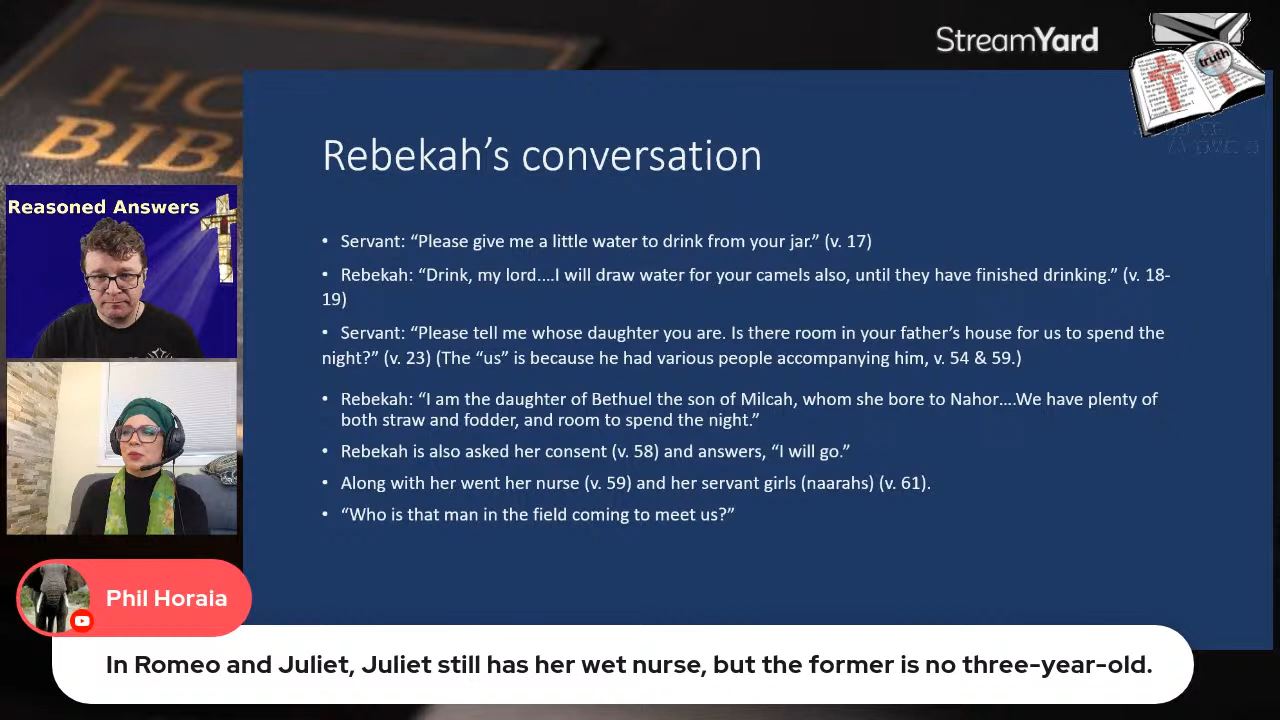 HO
BIB
StreamYard
truth
Rebekah’s conversation
Reasoned Answers
• Servant: “Please give me a little water to drink from your jar.” (v. 17)
• Rebekah: “Drink, my lord....I will draw water for your camels also, until they have finished drinking.” (v. 18-
19)
• Servant: “Please tell me whose daughter you are. Is there room in your father’s house for us to spend the
night?” (v. 23) (The “us” is because he had various people accompanying him, v. 54 & 59.)
• Rebekah: “I am the daughter of Bethuel the son of Milcah, whom she bore to Nahor....We have plenty of
both straw and fodder, and room to spend the night.”
• Rebekah is also asked her consent (v. 58) and answers, “I will go.”
• Along with her went her nurse (v. 59) and her servant girls (naarahs) (v. 61).
• “Who is that man in the field coming to meet us?”
Phil Horaia
In Romeo and Juliet, Juliet still has her wet nurse, but the former is no three-year-old.